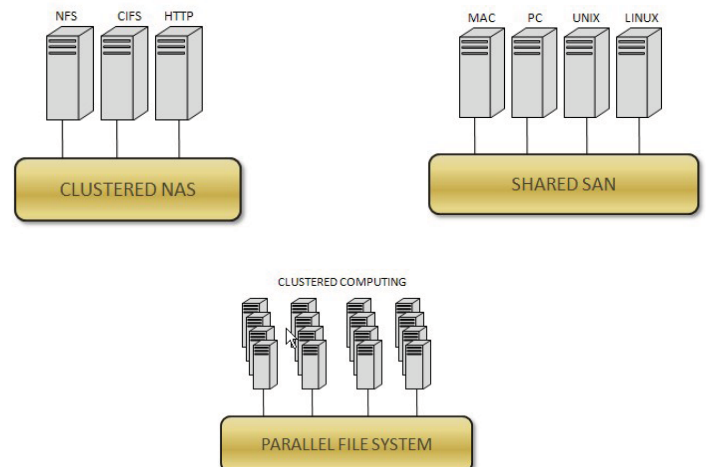 NFS CIFS HTTP
CLUSTERED NAS
MAC PC UNIX LINUX
SHARED SAN
CLUSTERED COMPUTING
PARALLEL FILE SYSTEM